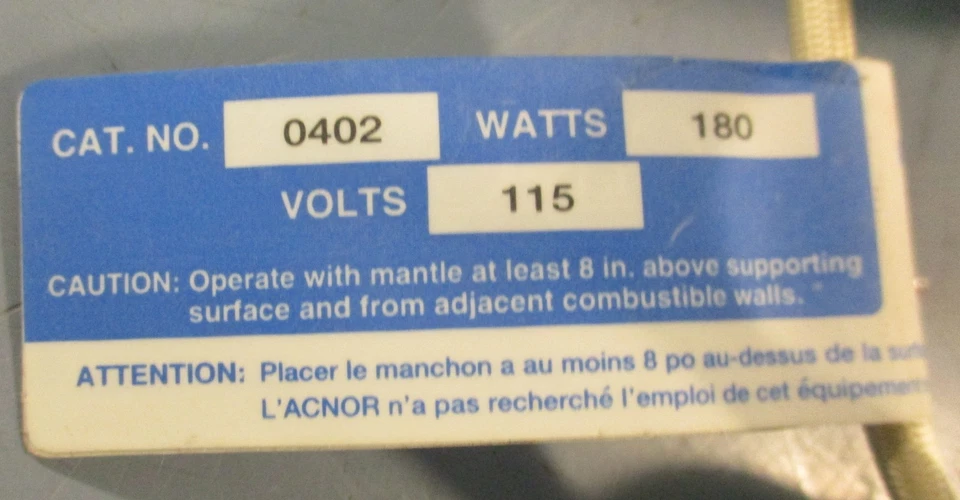 CAT. NO. 0402 WATTS 180
VOLTS 115
CAUTION: Operate with mantle at least 8 in. above supporting
surface and from adjacent combustible walls.
ATTENTION: Placer le manchon a au moins 8 po au-dessus de la
L'ACNOR n'a pas recherché l'emploi de cet